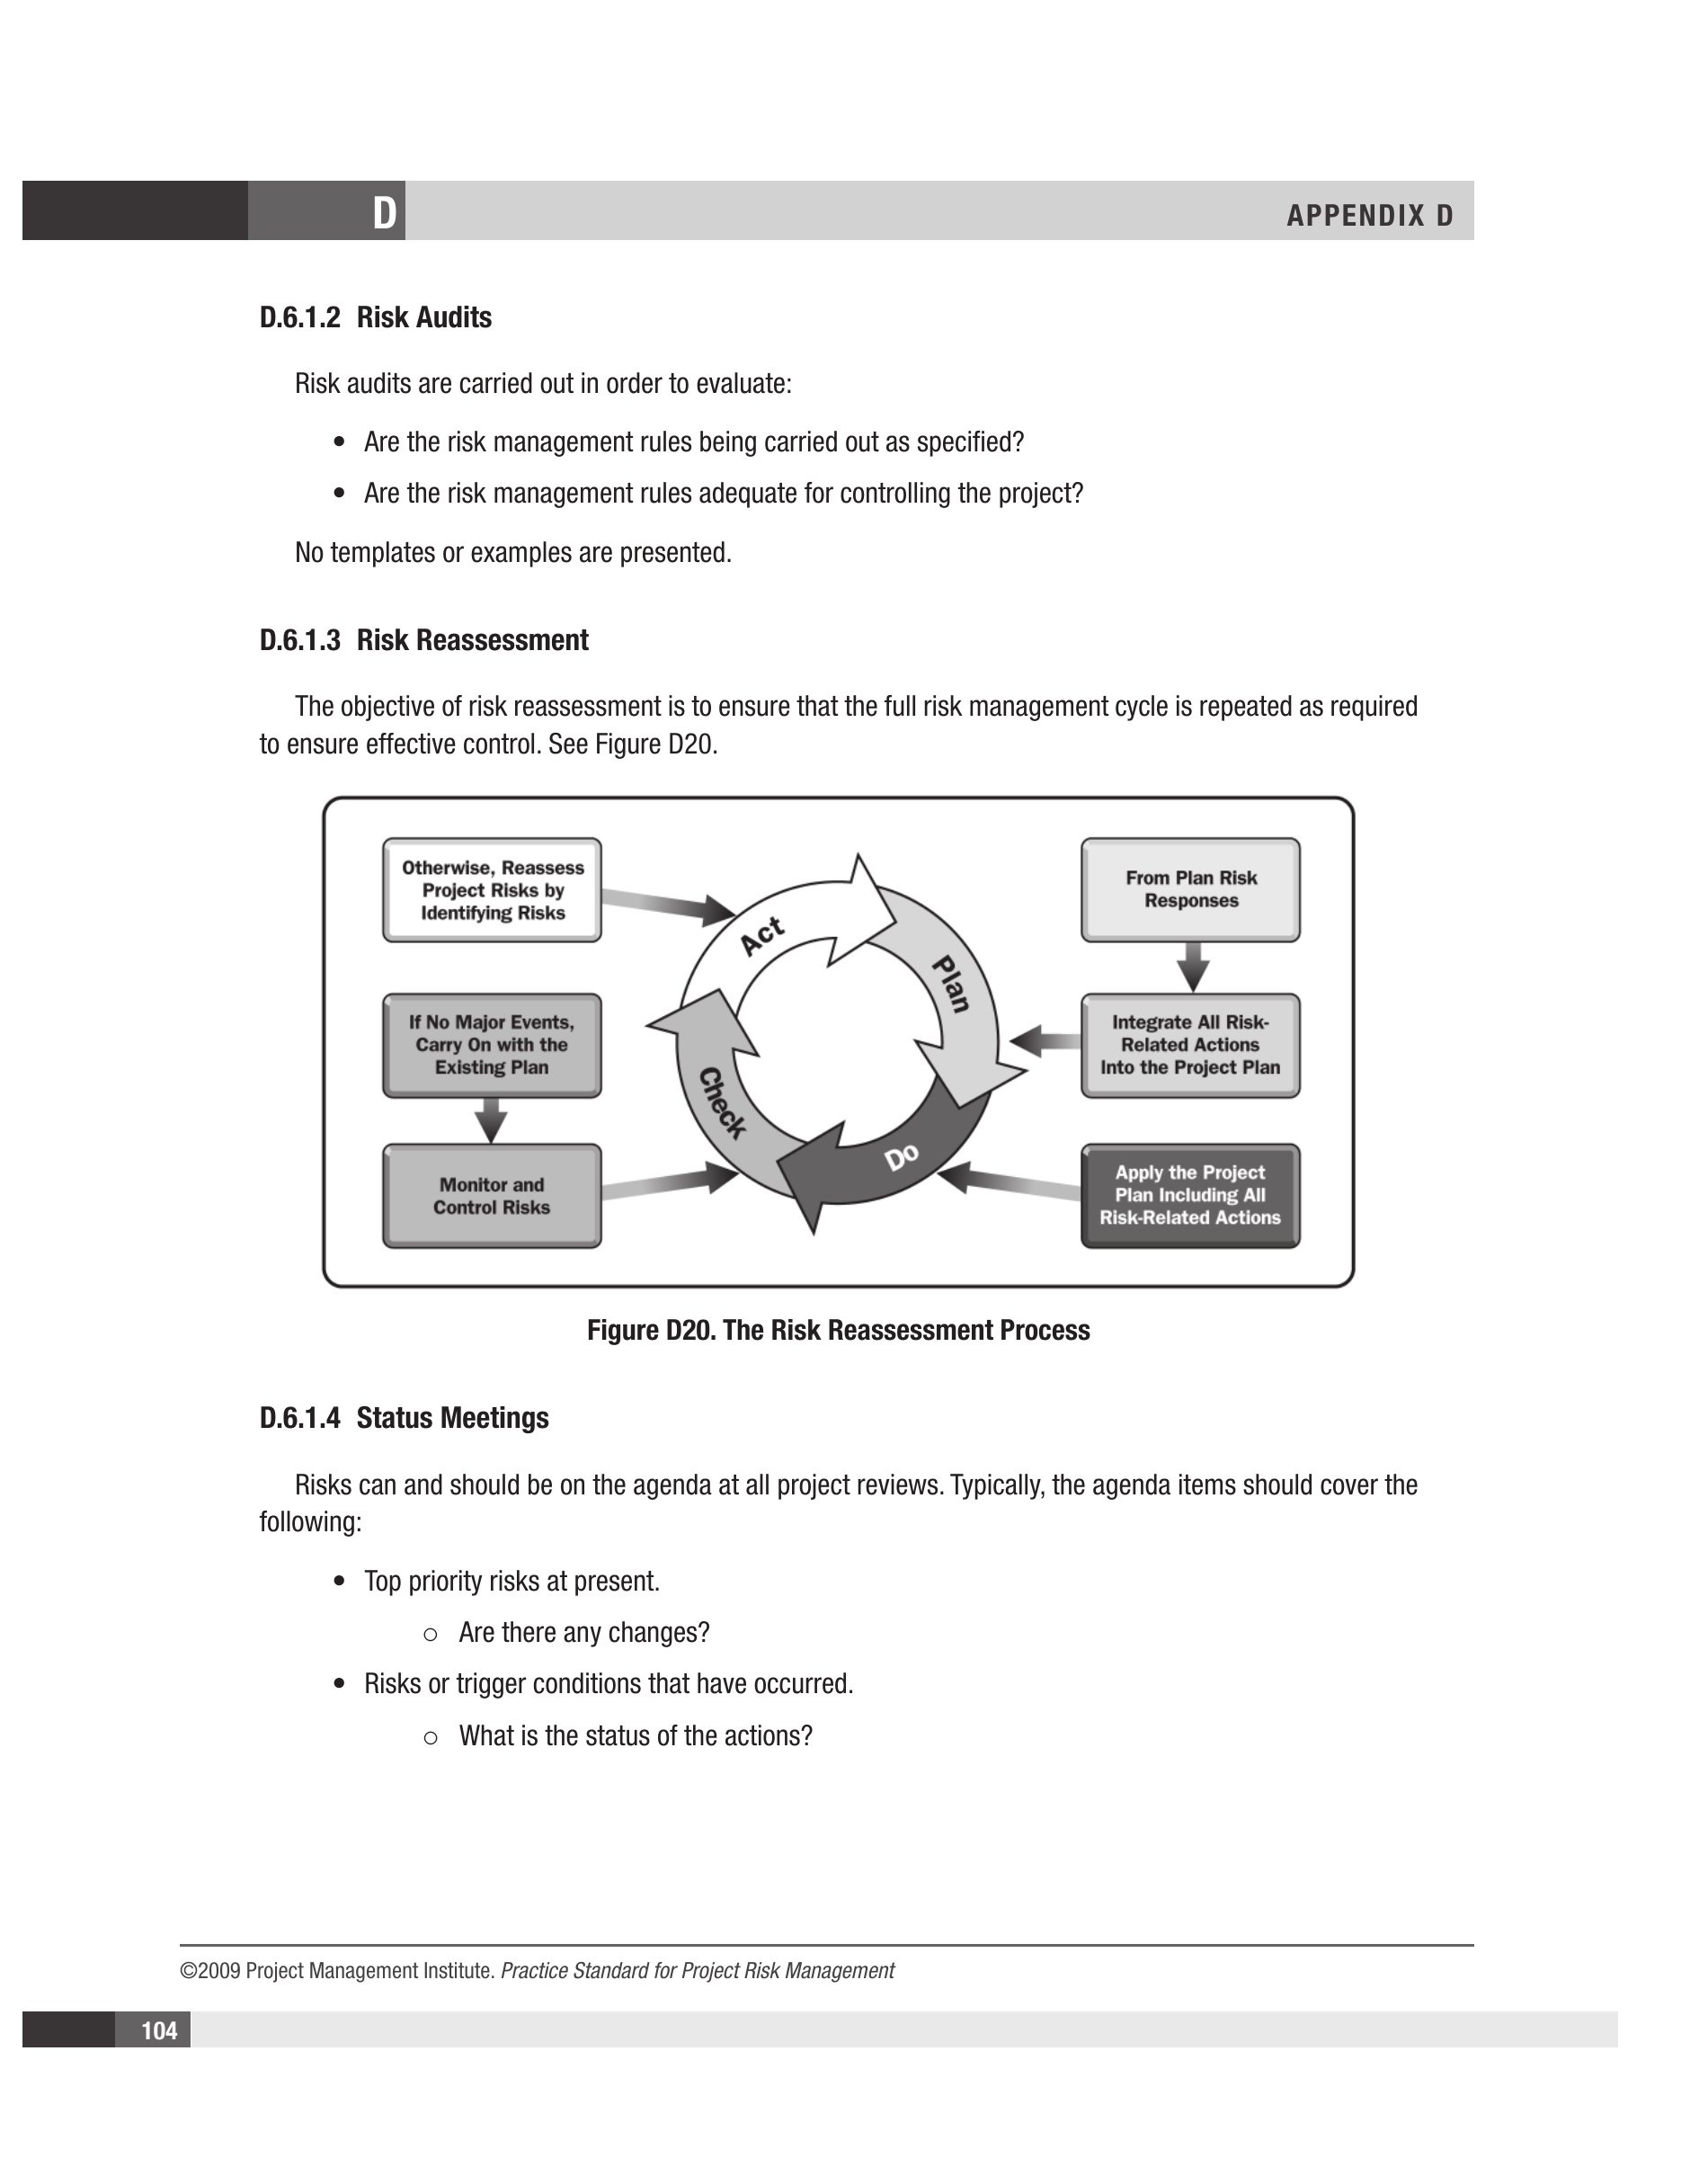 D
APPENDIX D
D.6.1.2 Risk Audits
Risk audits are carried out in order to evaluate:
• Are the risk management rules being carried out as specified?
• Are the risk management rules adequate for controlling the project?
No templates or examples are presented.
D.6.1.3 Risk Reassessment
The objective of risk reassessment is to ensure that the full risk management cycle is repeated as required
to ensure effective control. See Figure D20.
Otherwise, Reassess
Project Risks by
Identifying Risks
If No Major Events,
Carry On with the
Existing Plan
Monitor and
Control Risks
Act
Plan
Do
Check
From Plan Risk
Responses
Integrate All Risk-
Related Actions
Into the Project Plan
Apply the Project
Plan Including All
Risk-Related Actions
Figure D20. The Risk Reassessment Process
D.6.1.4 Status Meetings
Risks can and should be on the agenda at all project reviews. Typically, the agenda items should cover the
following:
• Top priority risks at present.
○ Are there any changes?
• Risks or trigger conditions that have occurred.
○ What is the status of the actions?
©2009 Project Management Institute. Practice Standard for Project Risk Management
104